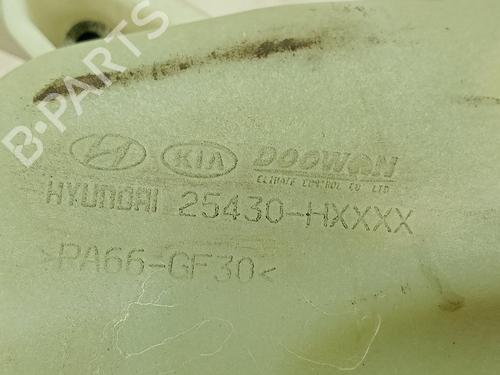 B-PARTS
KIA DOOWON
CLIMATE CONTROL CO LTD
HYUNDAI 25430-HXXXX
>PA66-GF30<